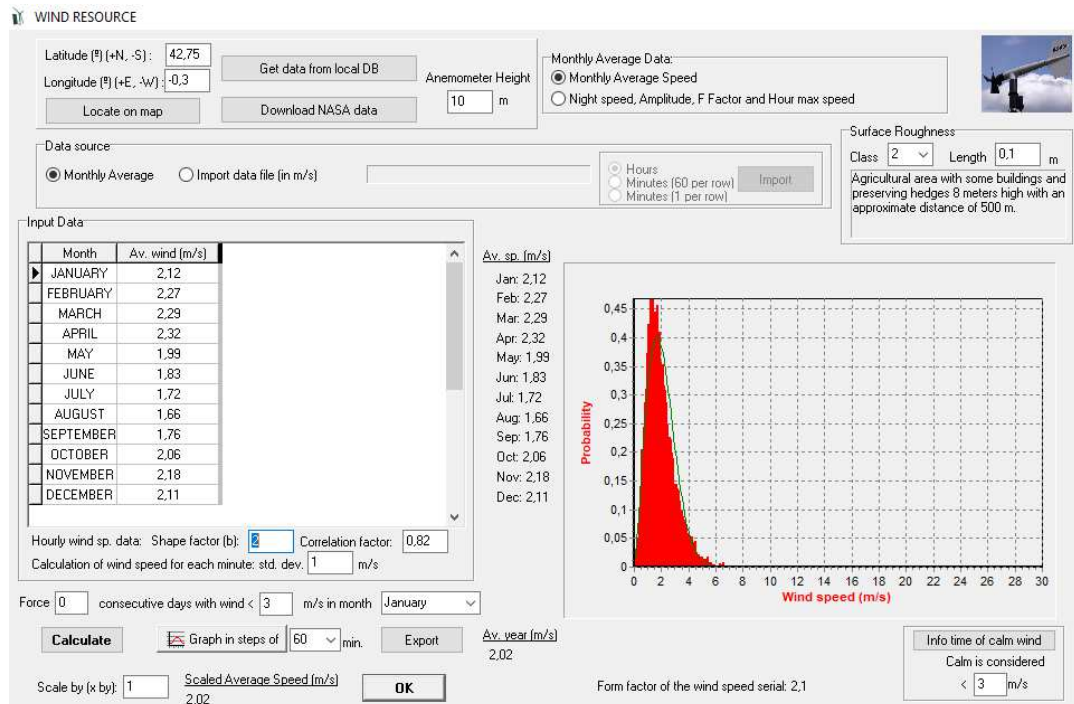 WIND RESOURCE
Latitude (º) (+N, -S) : 42,75
Longitude (º) (+E, -W) : -0,3
Get data from local DB
Locate on map
Download NASA data
Anemometer Height
10 m
Monthly Average Data:
Monthly Average Speed
Night speed, Amplitude, F Factor and Hour max speed
Surface Roughness
Class 2 Length 0,1 m
Agricultural area with some buildings and
preserving hedges 8 meters high with an
approximate distance of 500 m.
Data source
Monthly Average
Import data file (in m/s)
Hours
Minutes (60 per row)
Minutes (1 per row)
Import
Input Data
Month Av. wind (m/s)
JANUARY 2,12
FEBRUARY 2,27
MARCH 2,29
APRIL 2,32
MAY 1,99
JUNE 1,83
JULY 1,72
AUGUST 1,66
SEPTEMBER 1,76
OCTOBER 2,06
NOVEMBER 2,18
DECEMBER 2,11
Av. sp. (m/s)
Jan: 2,12
Feb: 2,27
Mar: 2,29
Apr: 2,32
May: 1,99
Jun: 1,83
Jul: 1,72
Aug: 1,66
Sep: 1,76
Oct: 2,06
Nov: 2,18
Dec: 2,11
Probability
0,45
0,4
0,35
0,3
0,25
0,2
0,15
0,1
0,05
0
0 2 4 6 8 10 12 14 16 18 20 22 24 26 28 30
Wind speed (m/s)
Hourly wind sp. data: Shape factor (b): 2 Correlation factor: 0,82
Calculation of wind speed for each minute: std. dev. 1 m/s
Force 0 consecutive days with wind < 3 m/s in month January
Calculate
Graph in steps of 60 min.
Export
Av. year (m/s)
2,02
Scale by (x by): 1
Scaled Average Speed (m/s)
2,02
OK
Form factor of the wind speed serial: 2,1
Info time of calm wind
Calm is considered
< 3 m/s